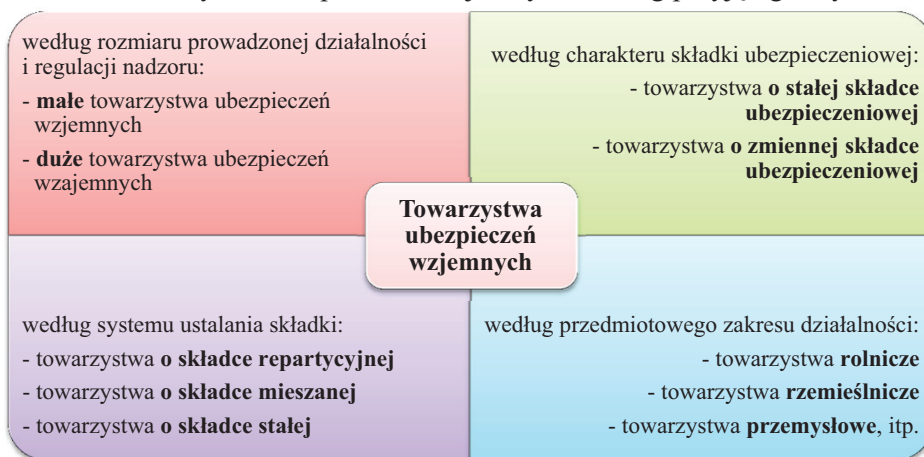 według rozmiaru prowadzonej działalności
i regulacji nadzoru:
- małe towarzystwa ubezpieczeń
wzjemnych
- duże towarzystwa ubezpieczeń
wzajemnych
według charakteru składki ubezpieczeniowej:
- towarzystwa o stałej składce
ubezpieczeniowej
- towarzystwa o zmiennej składce
ubezpieczeniowej
Towarzystwa
ubezpieczeń
wzjemnych
według systemu ustalania składki:
- towarzystwa o składce repartycyjnej
- towarzystwa o składce mieszanej
- towarzystwa o składce stałej
według przedmiotowego zakresu działalności:
- towarzystwa rolnicze
- towarzystwa rzemieślnicze
- towarzystwa przemysłowe, itp.